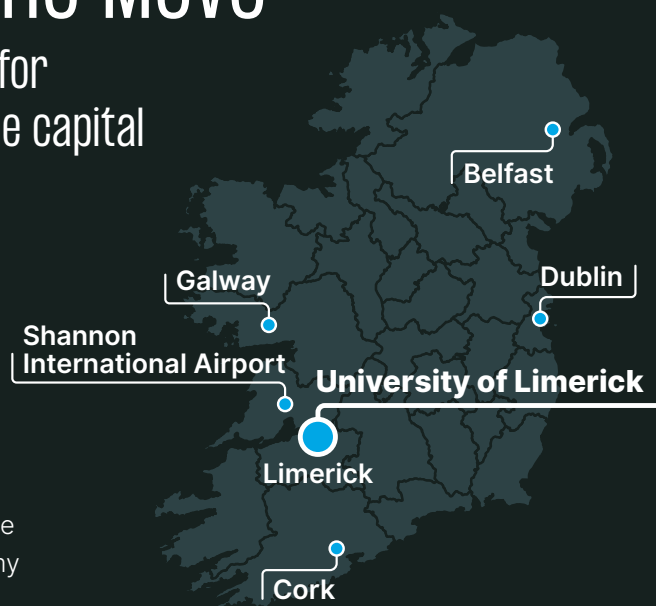 for
e capital
Belfast
Galway
Dublin
Shannon
International Airport
University of Limerick
Limerick
e
ny
Cork